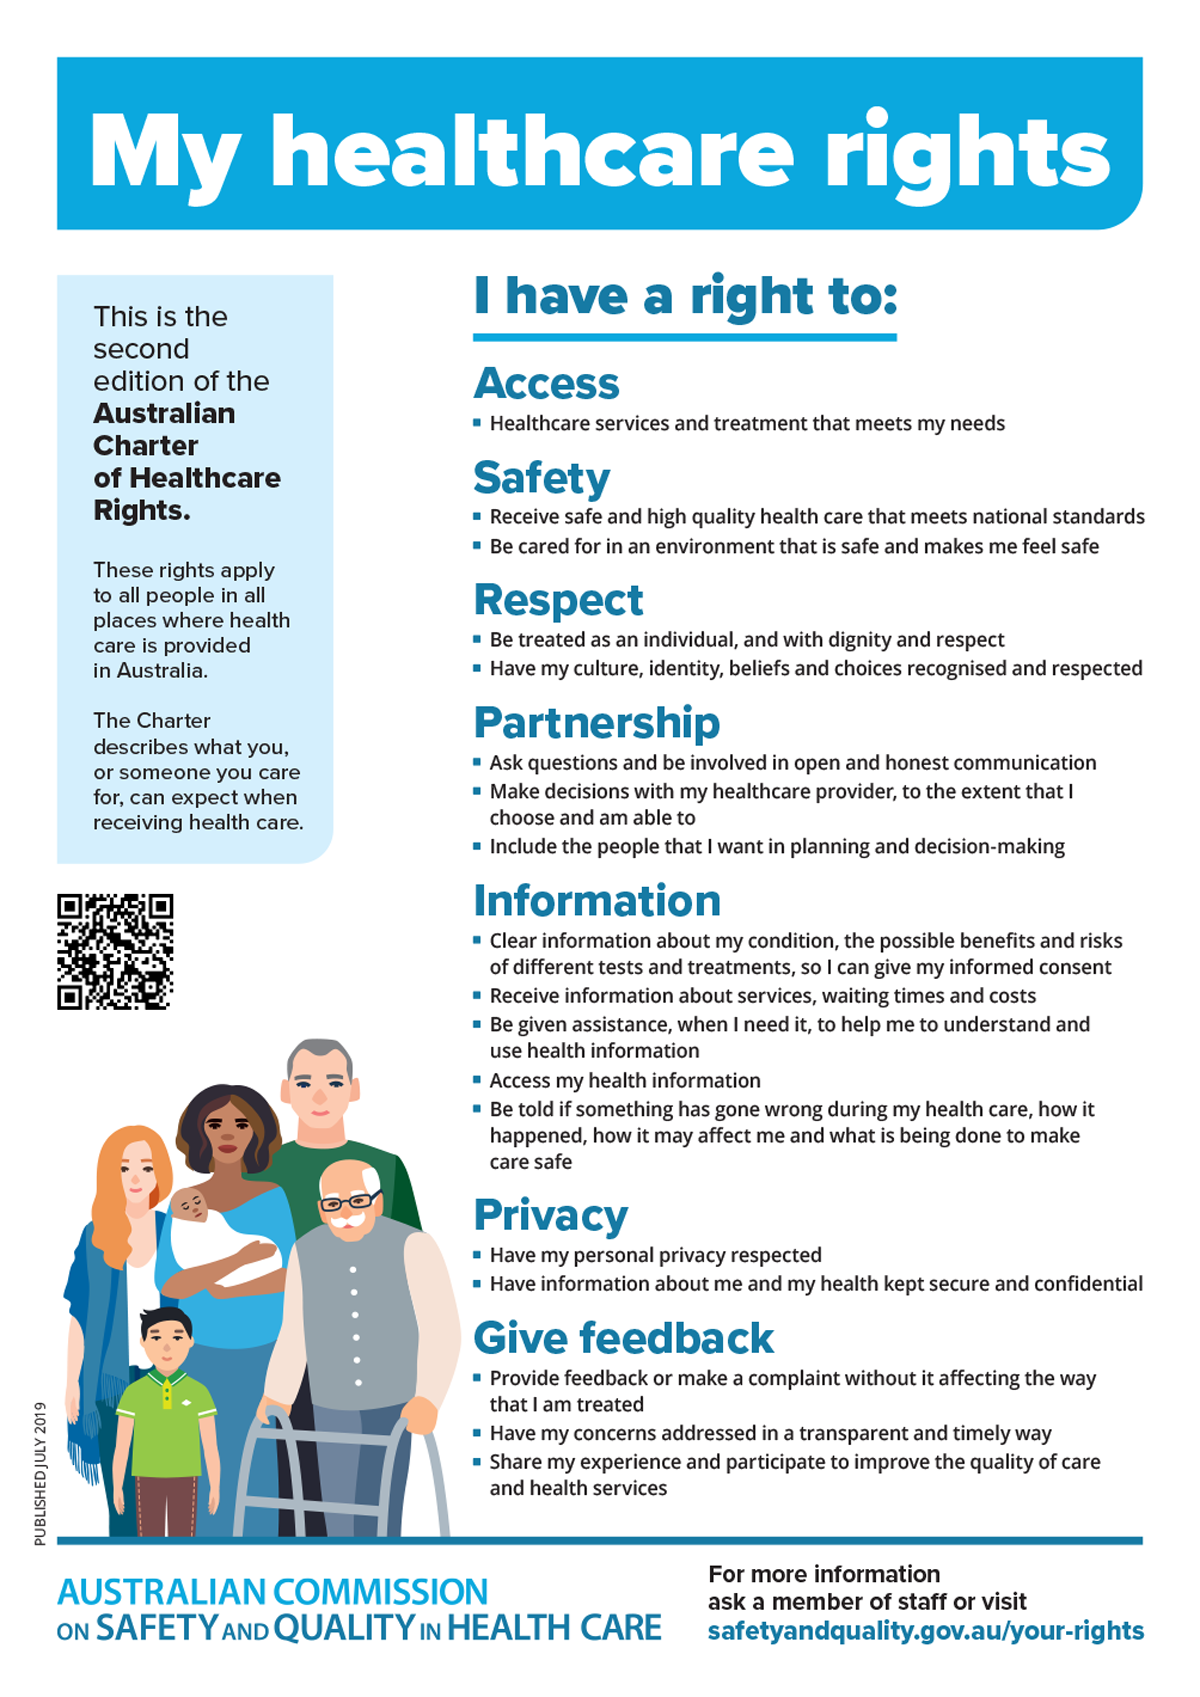 My healthcare rights
This is the
second
edition of the
Australian
Charter
of Healthcare
Rights.
These rights apply
to all people in all
places where health
care is provided
in Australia.
The Charter
describes what you,
or someone you care
for, can expect when
receiving health care.
I have a right to:
Access
▪ Healthcare services and treatment that meets my needs
Safety
▪ Receive safe and high quality health care that meets national standards
▪ Be cared for in an environment that is safe and makes me feel safe
Respect
▪ Be treated as an individual, and with dignity and respect
▪ Have my culture, identity, beliefs and choices recognised and respected
Partnership
▪ Ask questions and be involved in open and honest communication
▪ Make decisions with my healthcare provider, to the extent that I
choose and am able to
▪ Include the people that I want in planning and decision-making
Information
▪ Clear information about my condition, the possible benefits and risks
of different tests and treatments, so I can give my informed consent
▪ Receive information about services, waiting times and costs
▪ Be given assistance, when I need it, to help me to understand and
use health information
▪ Access my health information
▪ Be told if something has gone wrong during my health care, how it
happened, how it may affect me and what is being done to make
care safe
Privacy
▪ Have my personal privacy respected
▪ Have information about me and my health kept secure and confidential
Give feedback
▪ Provide feedback or make a complaint without it affecting the way
that I am treated
▪ Have my concerns addressed in a transparent and timely way
▪ Share my experience and participate to improve the quality of care
and health services
PUBLISHED JULY 2019
AUSTRALIAN COMMISSION
ON SAFETY AND QUALITY IN HEALTH CARE
For more information
ask a member of staff or visit
safetyandquality.gov.au/your-rights